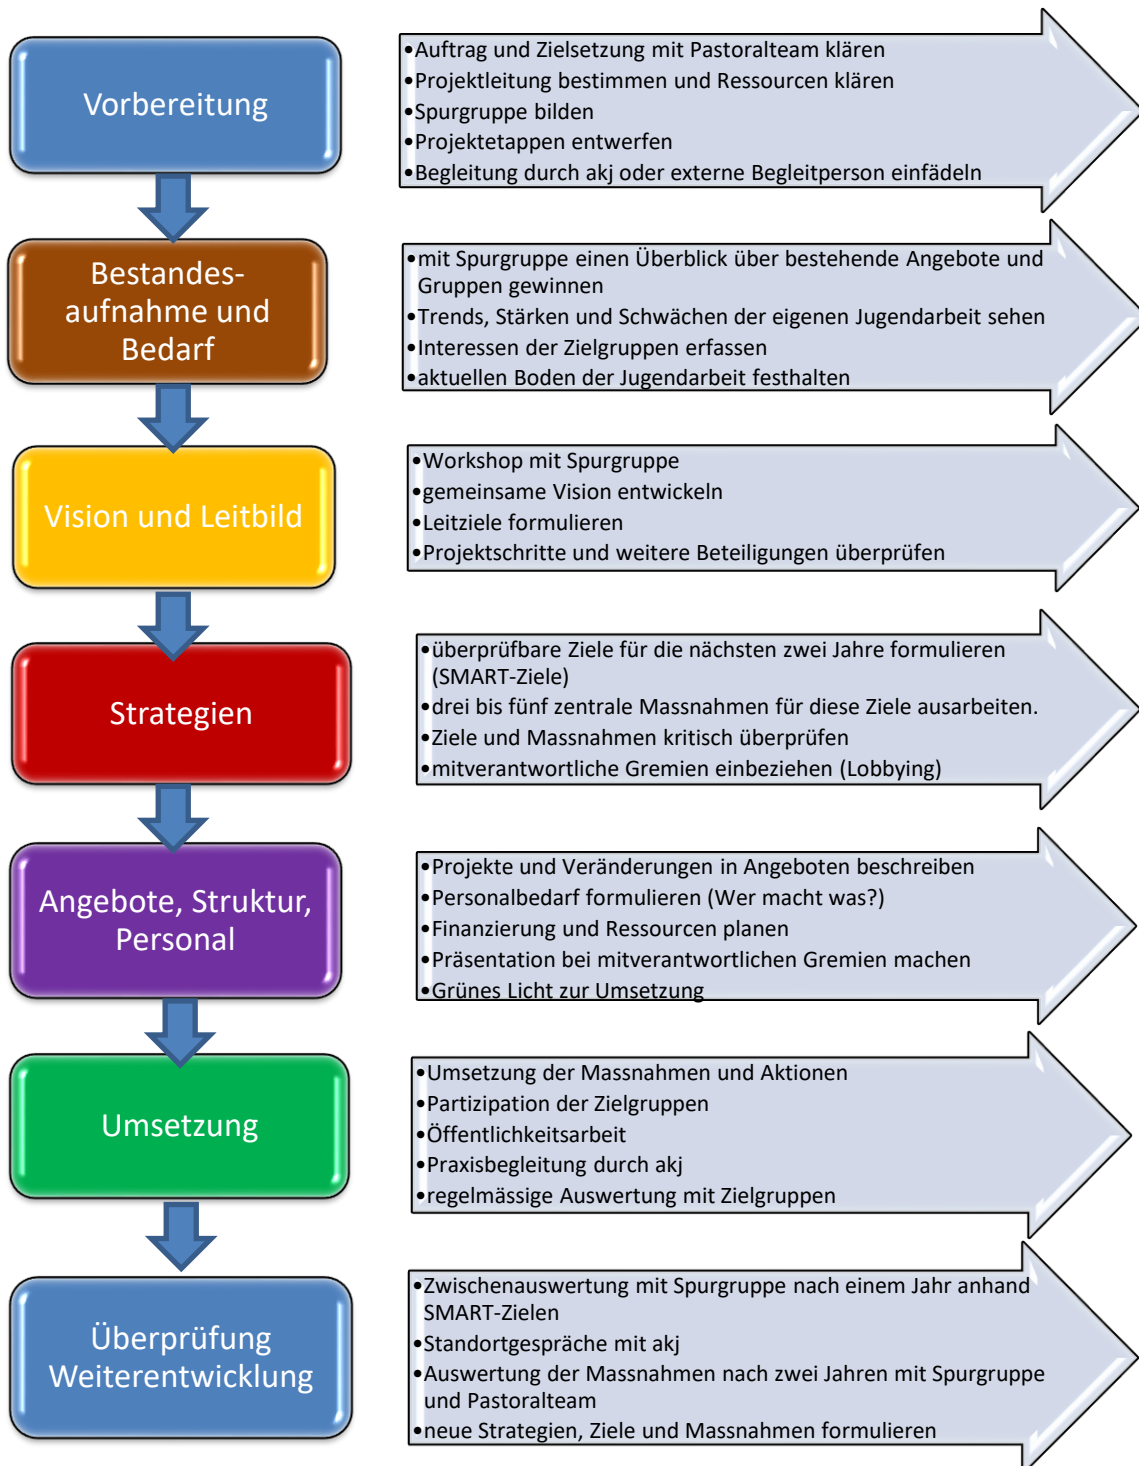 Vorbereitung
•Auftrag und Zielsetzung mit Pastoralteam klären
•Projektleitung bestimmen und Ressourcen klären
•Spurgruppe bilden
•Projektetappen entwerfen
•Begleitung durch akj oder externe Begleitperson einfädeln
Bestandes-
aufnahme und
Bedarf
•mit Spurgruppe einen Überblick über bestehende Angebote und
Gruppen gewinnen
•Trends, Stärken und Schwächen der eigenen Jugendarbeit sehen
•Interessen der Zielgruppen erfassen
•aktuellen Boden der Jugendarbeit festhalten
Vision und Leitbild
•Workshop mit Spurgruppe
•gemeinsame Vision entwickeln
•Leitziele formulieren
•Projektschritte und weitere Beteiligungen überprüfen
Strategien
•überprüfbare Ziele für die nächsten zwei Jahre formulieren
(SMART-Ziele)
•drei bis fünf zentrale Massnahmen für diese Ziele ausarbeiten.
•Ziele und Massnahmen kritisch überprüfen
•mitverantwortliche Gremien einbeziehen (Lobbying)
Angebote, Struktur,
Personal
•Projekte und Veränderungen in Angeboten beschreiben
•Personalbedarf formulieren (Wer macht was?)
•Finanzierung und Ressourcen planen
•Präsentation bei mitverantwortlichen Gremien machen
•Grünes Licht zur Umsetzung
Umsetzung
•Umsetzung der Massnahmen und Aktionen
•Partizipation der Zielgruppen
•Öffentlichkeitsarbeit
•Praxisbegleitung durch akj
•regelmässige Auswertung mit Zielgruppen
Überprüfung
Weiterentwicklung
•Zwischenauswertung mit Spurgruppe nach einem Jahr anhand
SMART-Zielen
•Standortgespräche mit akj
•Auswertung der Massnahmen nach zwei Jahren mit Spurgruppe
und Pastoralteam
•neue Strategien, Ziele und Massnahmen formulieren